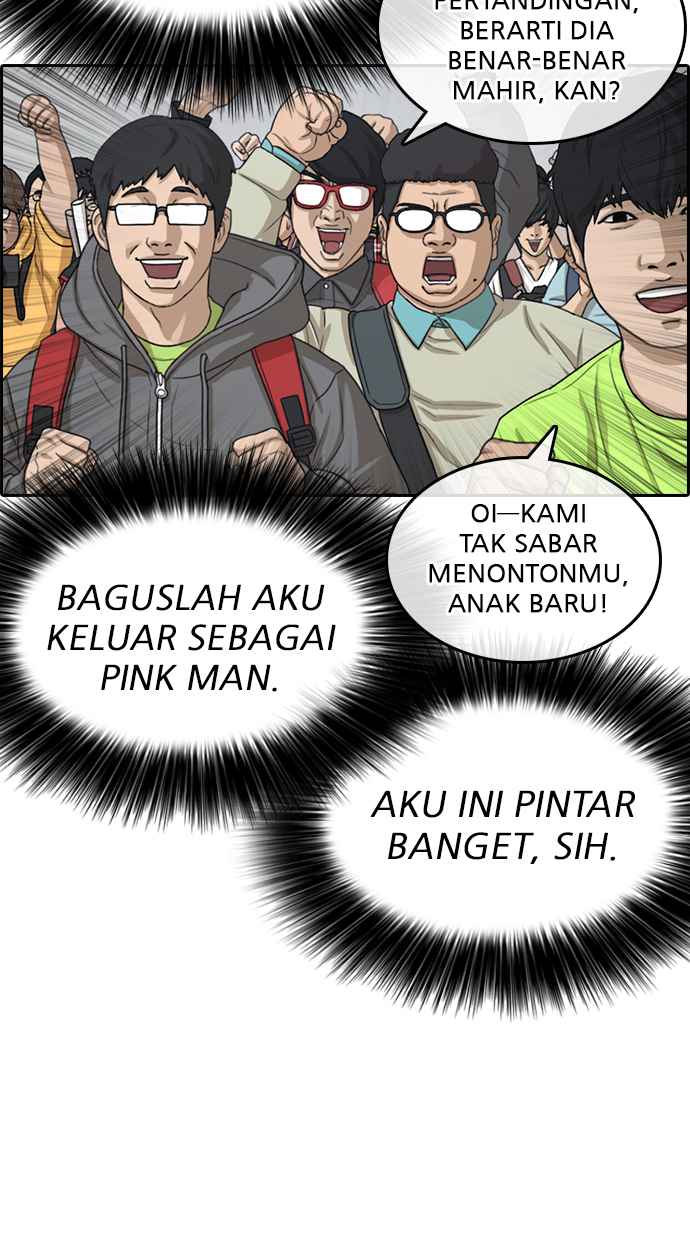 PERTANDINGAN,
BERARTI DIA
BENAR-BENAR
MAHIR, KAN?
OI—KAMI
TAK SABAR
MENONTONMU,
ANAK BARU!
BAGUSLAH AKU
KELUAR SEBAGAI
PINK MAN.
AKU INI PINTAR
BANGET, SIH.